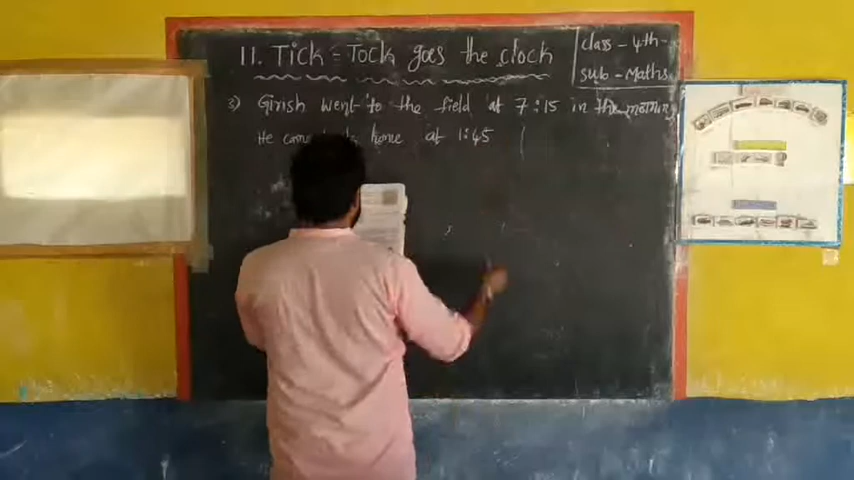 11. Tick - Tock goes the clock
class - 4th -
sub - Maths
3) Girish went to the field at 7:15 in the morning
He came home at 1:45